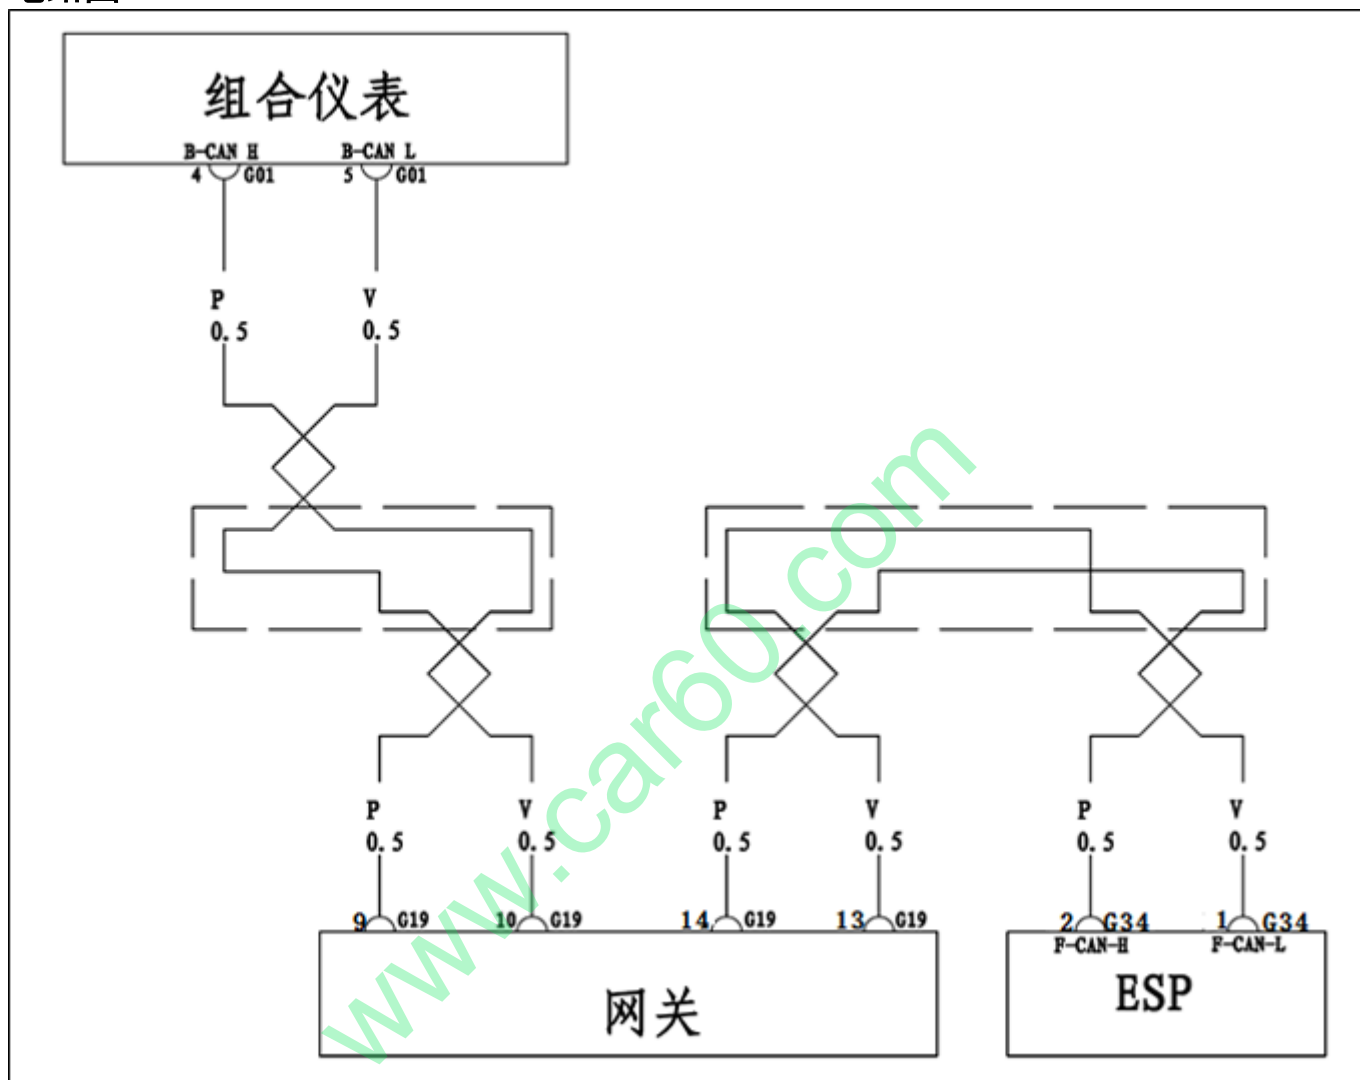 组合仪表
B-CAN H B-CAN L
4 G01 5 G01
P V
0.5 0.5
P V P V P V
0.5 0.5 0.5 0.5 0.5 0.5
9 G19 10 G19 14 G19 13 G19 2 G34 1 G34
F-CAN-H F-CAN-L
网关 ESP
www.car60.com